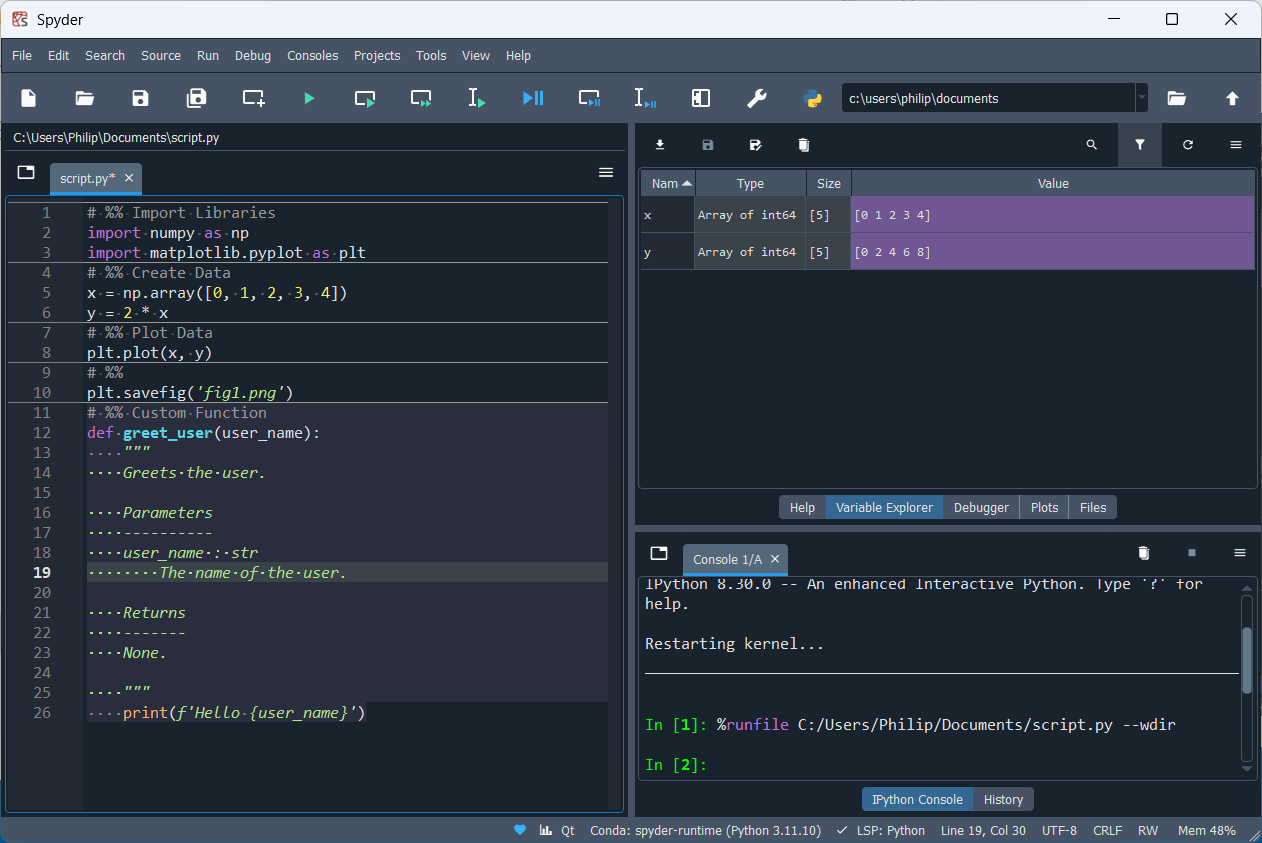 Spyder
File Edit Search Source Run Debug Consoles Projects Tools View Help
c:\users\philip\documents
C:\Users\Philip\Documents\script.py
script.py*
1 # %% Import Libraries
2 import numpy as np
3 import matplotlib.pyplot as plt
4 # %% Create Data
5 x = np.array([0, 1, 2, 3, 4])
6 y = 2 * x
7 # %% Plot Data
8 plt.plot(x, y)
9 # %%
10 plt.savefig('fig1.png')
11 # %% Custom Function
12 def greet_user(user_name):
13 """
14 Greets the user.
15
16 Parameters
17 ----------
18 user_name : str
19 The name of the user.
20
21 Returns
22 -------
23 None.
24
25 """
26 print(f'Hello {user_name}')
Nam Type Size Value
x Array of int64 [5] [0 1 2 3 4]
y Array of int64 [5] [0 2 4 6 8]
Help Variable Explorer Debugger Plots Files
Console 1/A
IPython 8.30.0 -- An enhanced Interactive Python. Type '?' for
help.
Restarting kernel...
In [1]: %runfile C:/Users/Philip/Documents/script.py --wdir
In [2]:
IPython Console History
Qt Conda: spyder-runtime (Python 3.11.10) LSP: Python Line 19, Col 30 UTF-8 CRLF RW Mem 48%